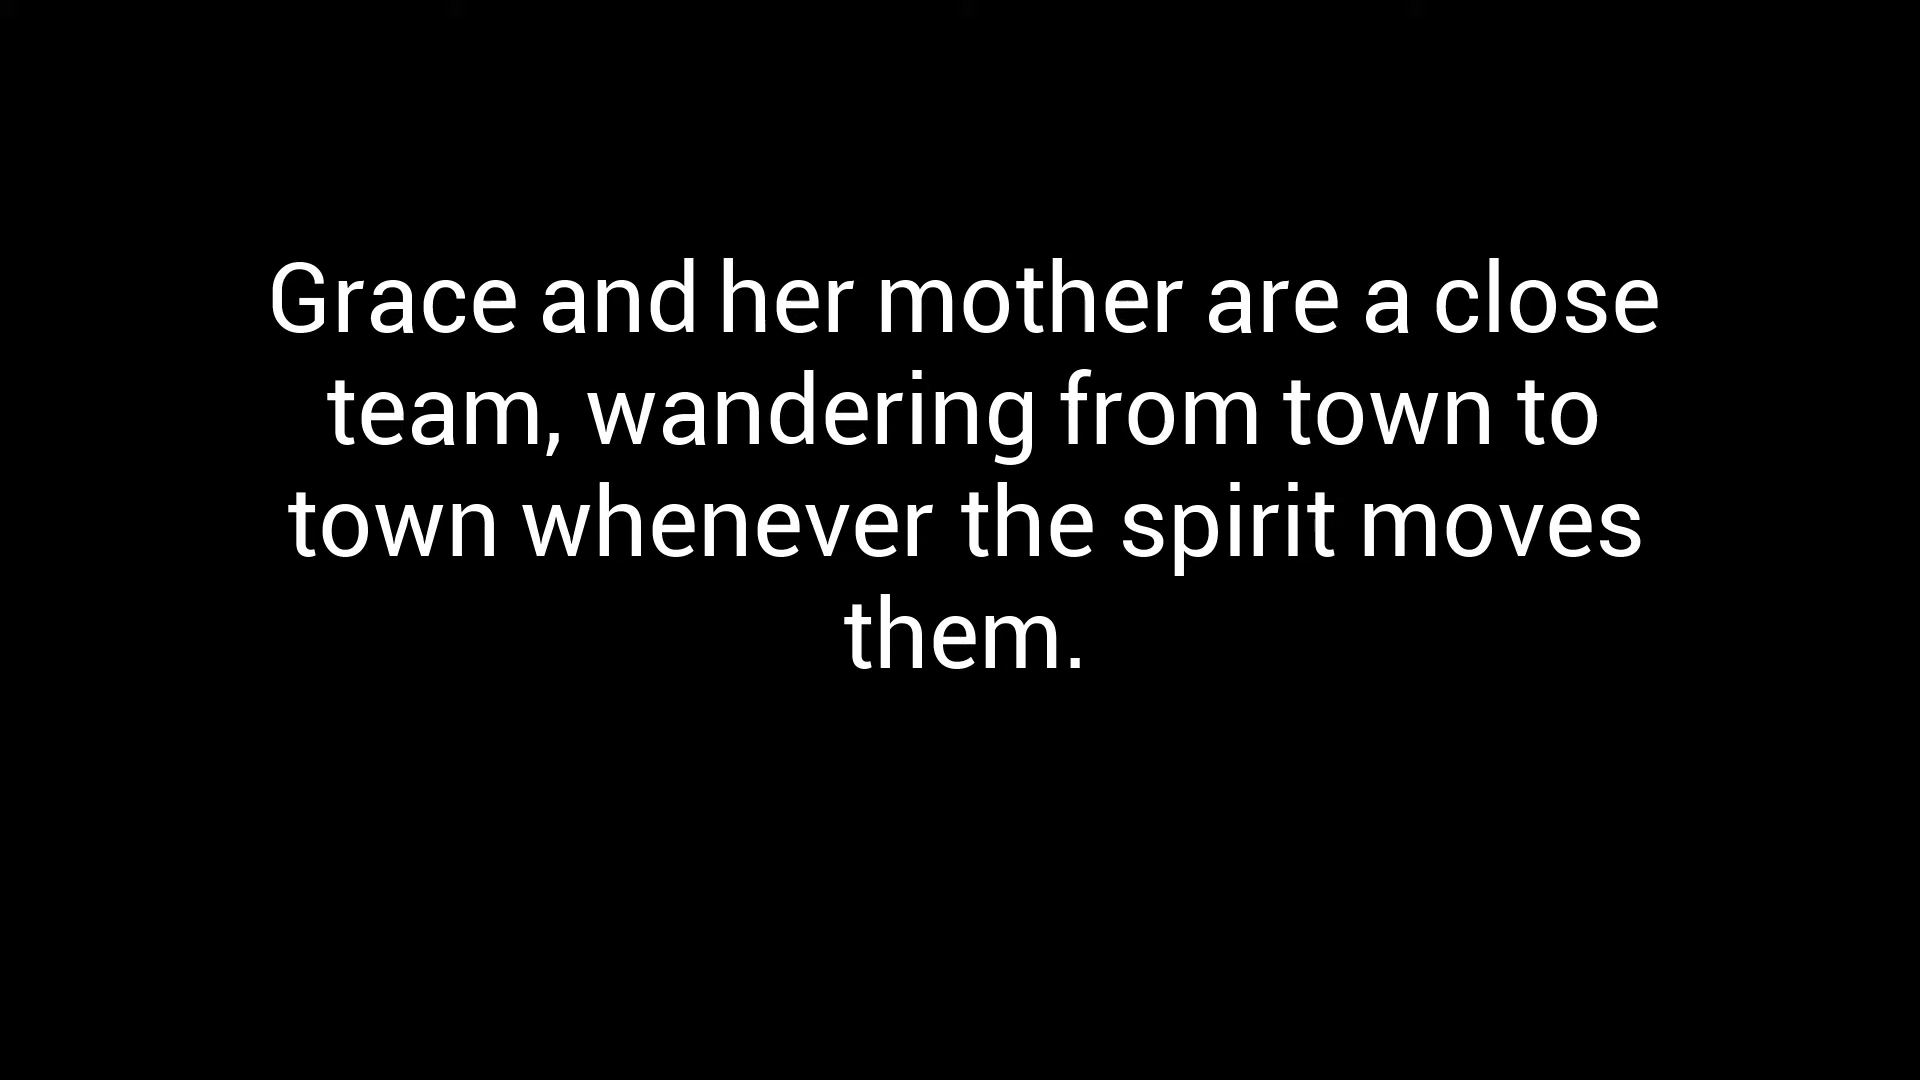 Grace and her mother are a close
team, wandering from town to
town whenever the spirit moves
them.